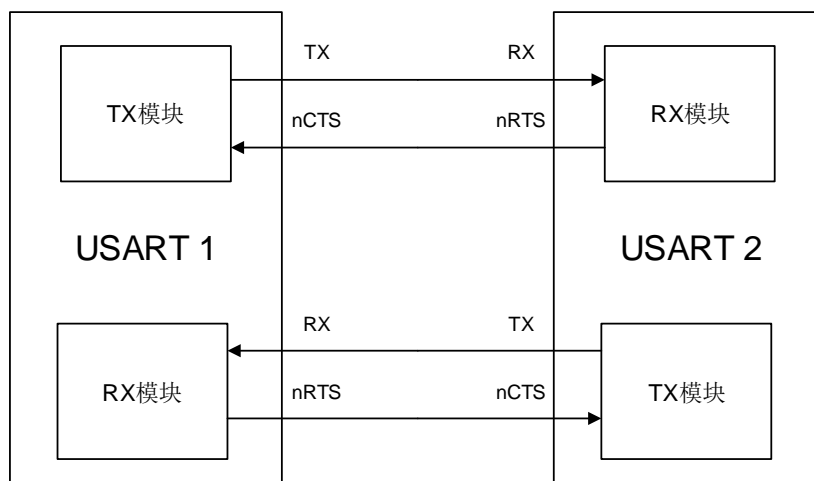 TX RX
TX模块 nCTS nRTS RX模块
USART 1 USART 2
RX TX
RX模块 nRTS nCTS TX模块